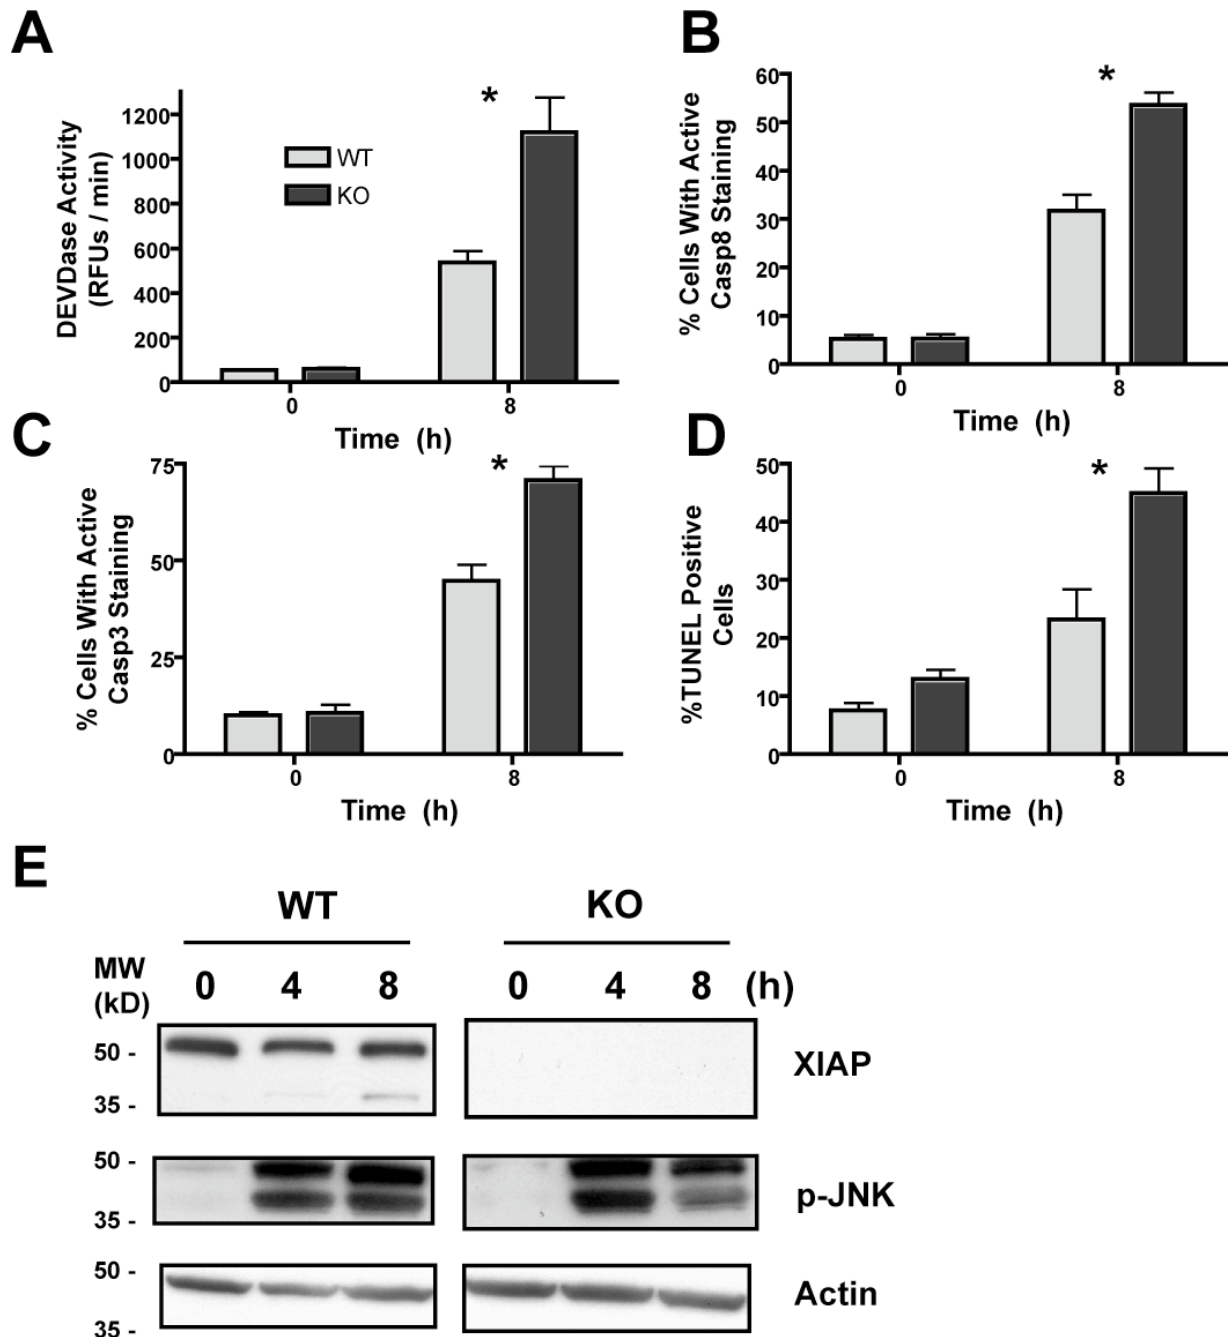 A
DEVDase Activity
(RFUs / min)
1200
1000
800
600
400
200
0
WT
KO
*
0
8
Time (h)
B
% Cells With Active
Casp8 Staining
60
50
40
30
20
10
0
*
0
8
Time (h)
C
% Cells With Active
Casp3 Staining
75
50
25
0
*
0
8
Time (h)
D
%TUNEL Positive
Cells
50
40
30
20
10
0
*
0
8
Time (h)
E
WT
KO
MW
(kD)
0 4 8
0 4 8 (h)
50 -
35 -
XIAP
50 -
35 -
p-JNK
50 -
35 -
Actin